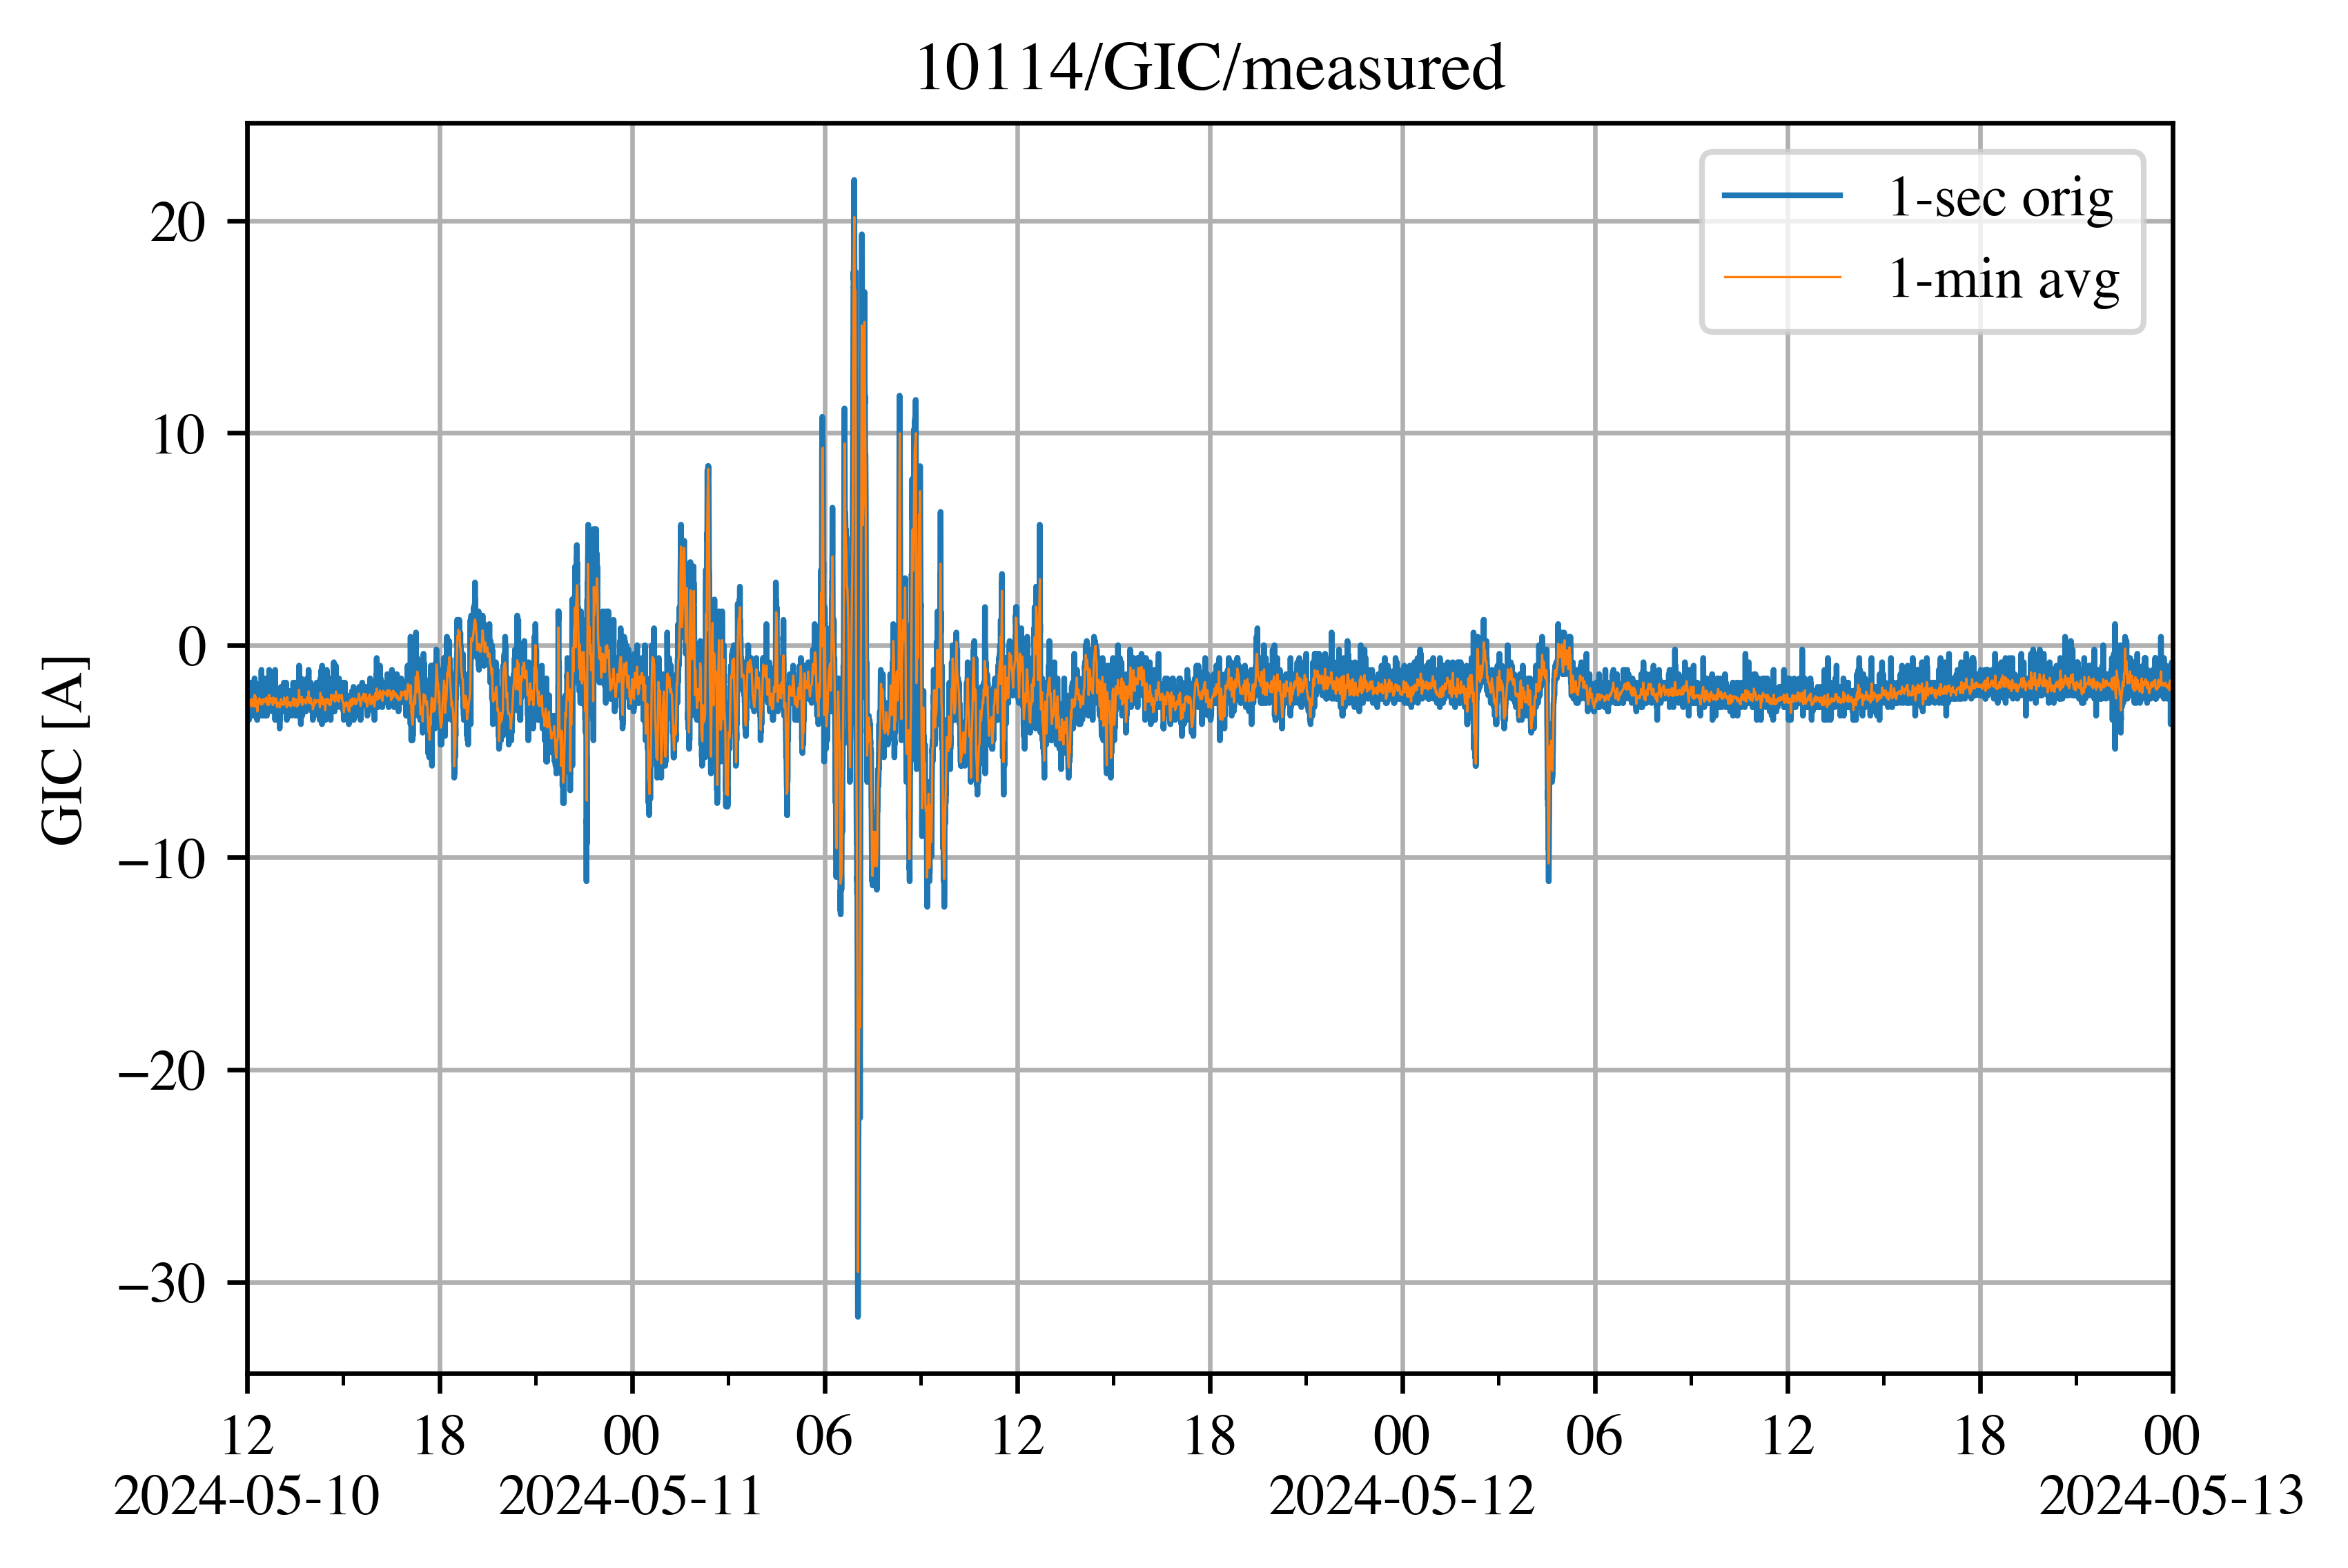 10114/GIC/measured
1-sec orig
1-min avg
GIC [A]
20
10
0
−10
−20
−30
12 18 00 06 12 18 00 06 12 18 00
2024-05-10 2024-05-11 2024-05-12 2024-05-13